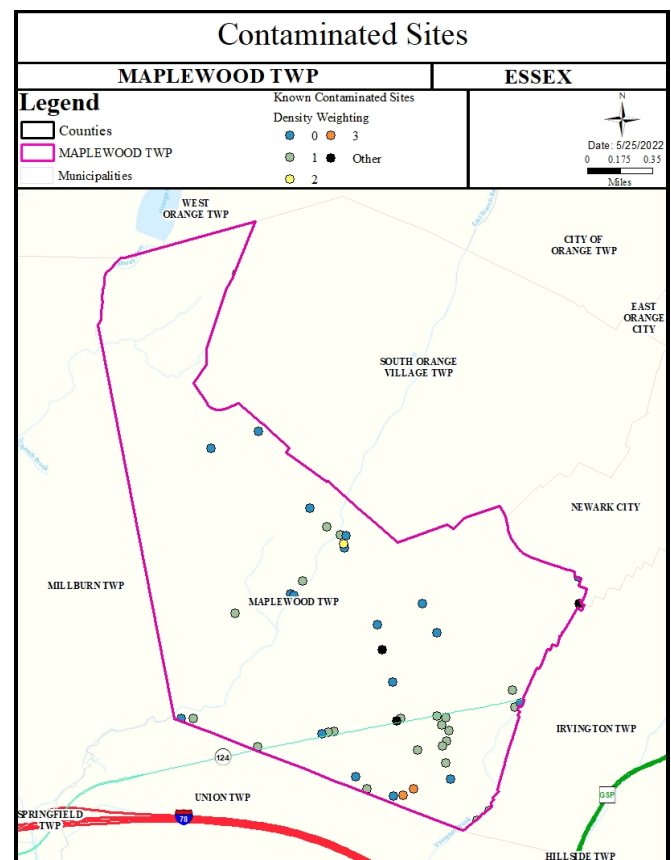 Contaminated Sites
MAPLEWOOD TWP ESSEX
Legend
Counties
MAPLEWOOD TWP
Municipalities
Known Contaminated Sites
Density Weighting
0 3
1 Other
2
N
Date: 5/25/2022
0 0.175 0.35
Miles
WEST
ORANGE TWP
CITY OF
ORANGE TWP
EAST
ORANGE
CITY
SOUTH ORANGE
VILLAGE TWP
NEWARK CITY
MILLBURN TWP
MAPLEWOOD TWP
IRVINGTON TWP
124
UNION TWP
GSP
SPRINGFIELD
TWP
78
HILLSIDE TWP